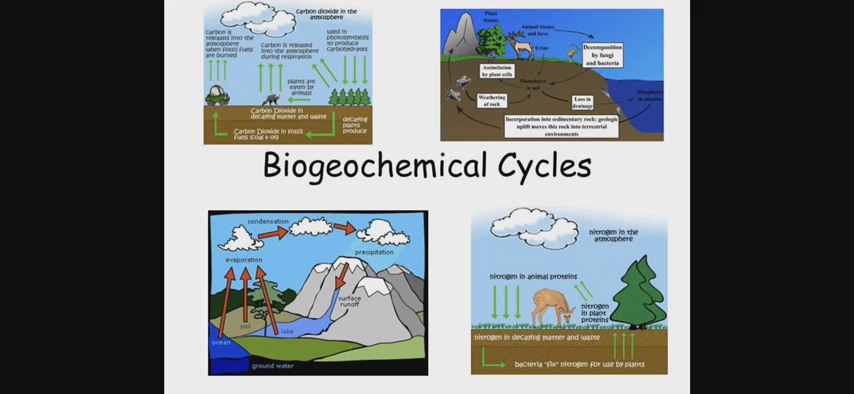 Carbon dioxide in the
atmosphere
Carbon is
released into the
atmosphere
when fossil fuels
are burned
Carbon is released
into the atmosphere
during respiration
used in
photosynthesis
to produce
Carbohydrates
plants are
eaten by
animals
Carbon Dioxide in
decaying matter and waste
decaying
plants
produce
Carbon Dioxide in fossil
fuels (coal & oil)
Plant
tissues
Animal tissues
and feces
Urine
Decomposition
by fungi
and bacteria
Assimilation
by plant cells
Phosphates
in soil
Weathering
of rock
Loss in
drainage
Phosphates
in solution
Incorporation into sedimentary rock; geologic
uplift moves this rock into terrestrial
environments
Biogeochemical Cycles
condensation
precipitation
evaporation
surface
runoff
soil
lake
ocean
ground water
nitrogen in the
atmosphere
nitrogen in animal proteins
nitrogen
in plant
proteins
nitrogen in decaying matter and waste
bacteria "fix" nitrogen for use by plants